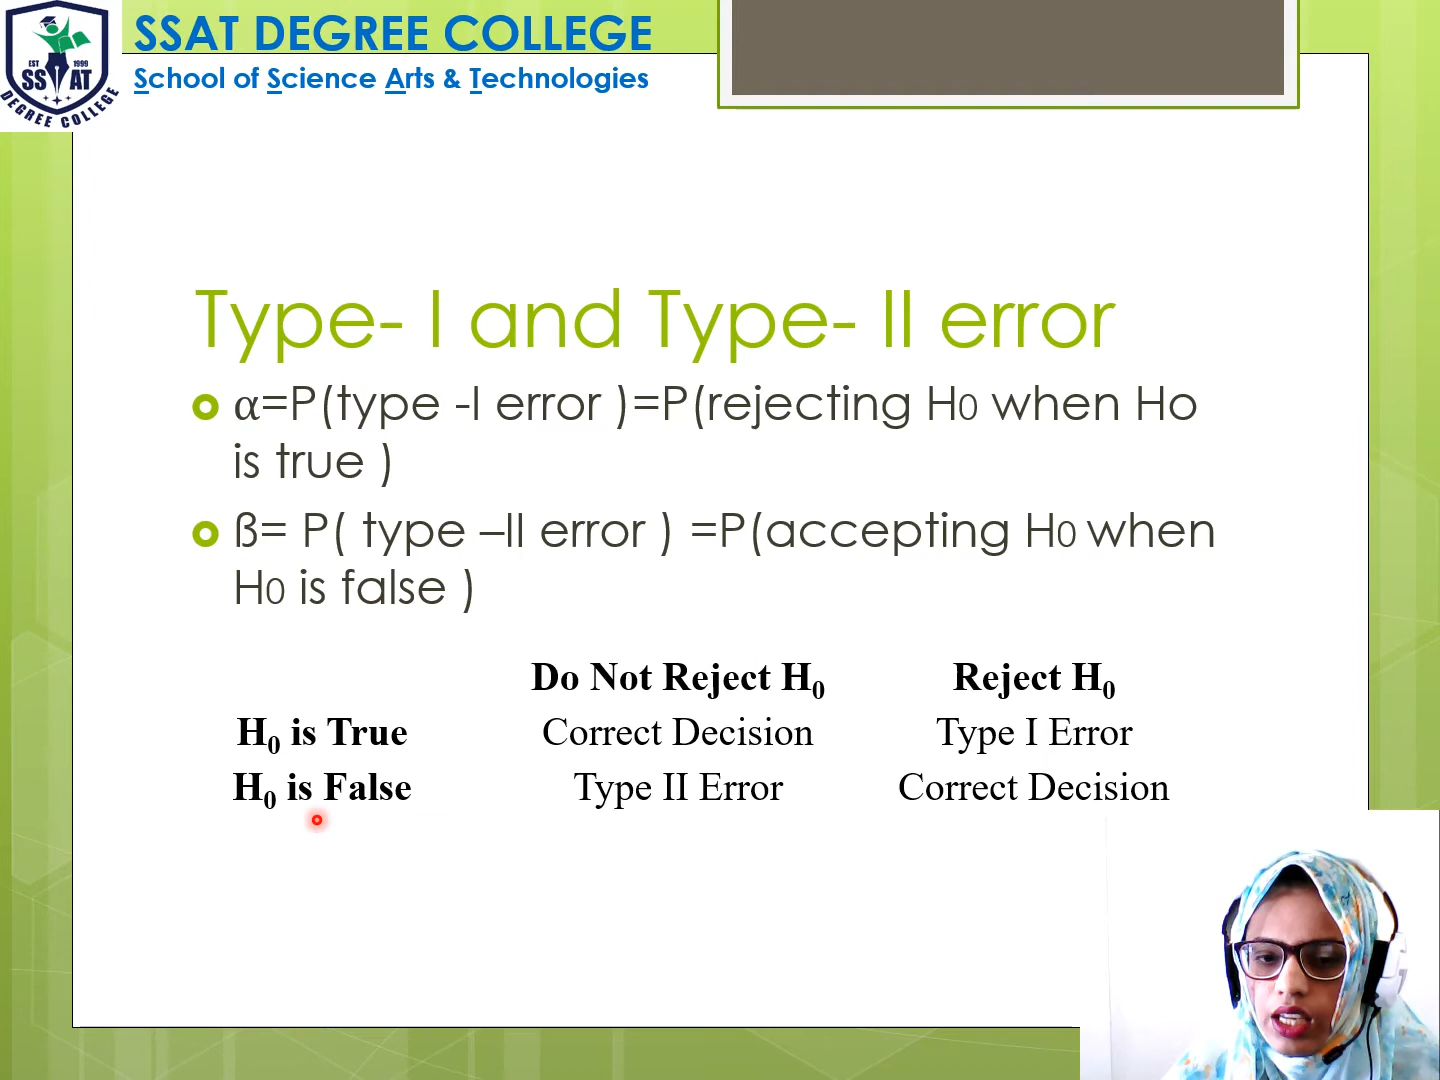 SSAT DEGREE COLLEGE
School of Science Arts & Technologies
EST 1999
SSAT
DEGREE COLLEGE
Type- I and Type- II error
α=P(type -I error )=P(rejecting H0 when Ho
is true )
ß= P( type –II error ) =P(accepting H0 when
H0 is false )
Do Not Reject H₀ Reject H₀
H₀ is True Correct Decision Type I Error
H₀ is False Type II Error Correct Decision